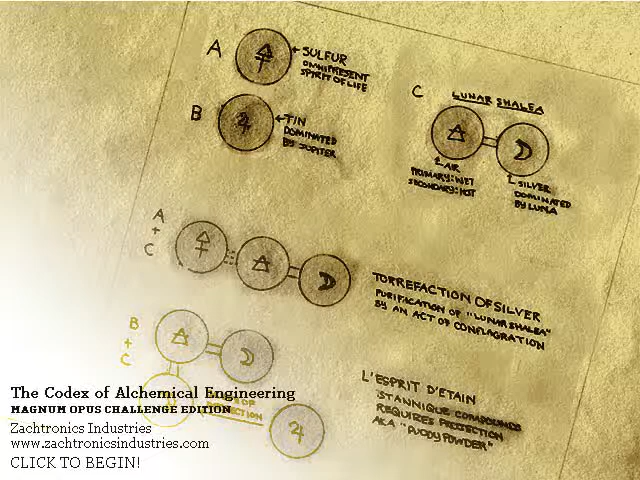 A
SULFUR
OMNIPRESENT
SPIRIT OF LIFE
B
TIN
DOMINATED
BY JUPITER
C
LUNAR SHALEA
AIR
PRIMARY: WET
SECONDARY: HOT
SILVER
DOMINATED
BY LUNA
A
+
C
TORREFACTION OF SILVER
PURIFICATION OF "LUNAR SHALEA"
BY AN ACT OF CONFLAGRATION
B
+
C
L'ESPRIT D'ETAIN
STANNIQUE COMPOUNDS
REQUIRES PROTECTION
AKA "PUDDY POWDER"
The Codex of Alchemical Engineering
MAGNUM OPUS CHALLENGE EDITION
Zachtronics Industries
www.zachtronicsindustries.com
CLICK TO BEGIN!